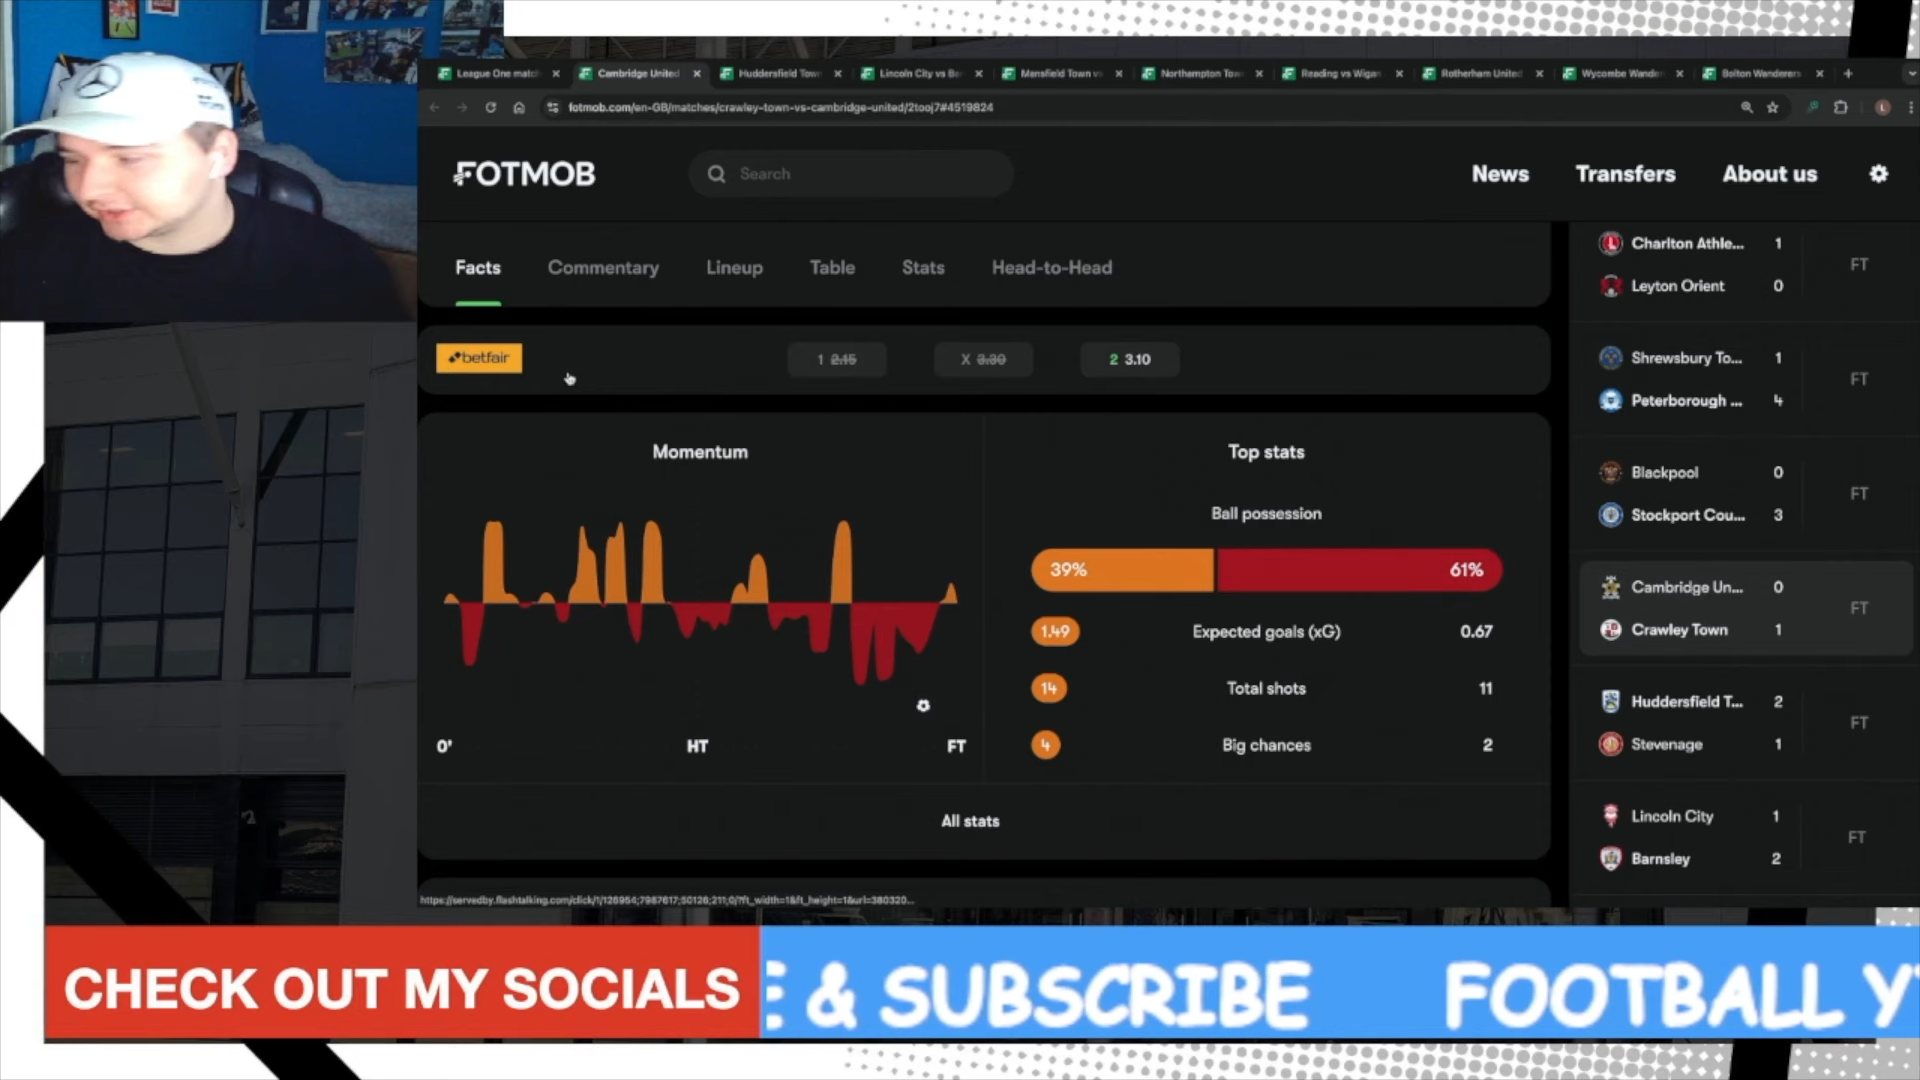 League One matc
Cambridge United
Huddersfield Town
Lincoln City vs Ba
Mansfield Town v
Northampton Tow
Reading vs Wigan
Rotherham United
Wycombe Wander
Bolton Wanderers
fotmob.com/en-GB/matches/crawley-town-vs-cambridge-united/2tooj7#4519824
L
FOTMOB
Search
News
Transfers
About us
Facts
Commentary
Lineup
Table
Stats
Head-to-Head
betfair
1 2.15
X 3.30
2 3.10
Momentum
0'
HT
FT
Top stats
Ball possession
39%
61%
1.49 Expected goals (xG) 0.67
14 Total shots 11
4 Big chances 2
All stats
Charlton Athle... 1
FT
Leyton Orient 0
Shrewsbury To... 1
FT
Peterborough ... 4
Blackpool 0
FT
Stockport Cou... 3
Cambridge Un... 0
FT
Crawley Town 1
Huddersfield T... 2
FT
Stevenage 1
Lincoln City 1
FT
Barnsley 2
CHECK OUT MY SOCIALS
E & SUBSCRIBE
FOOTBALL Y